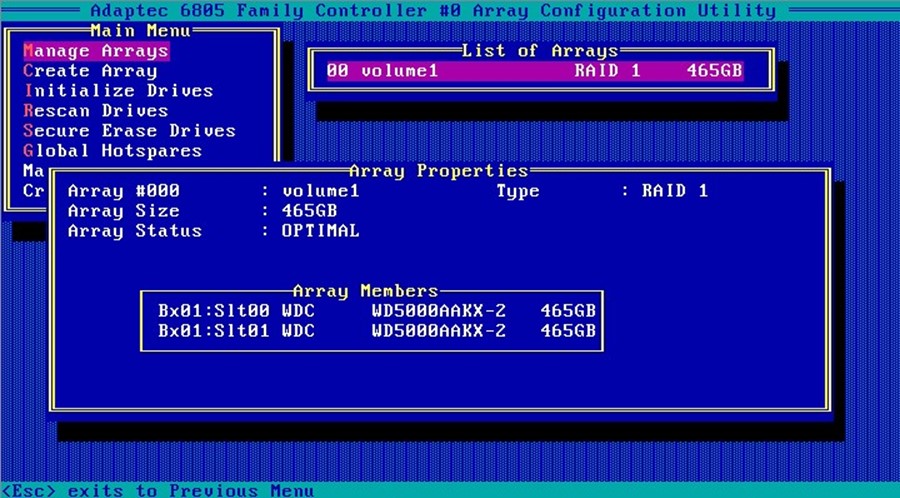 Adaptec 6805 Family Controller #0 Array Configuration Utility
Main Menu
Manage Arrays
Create Array
Initialize Drives
Rescan Drives
Secure Erase Drives
Global Hotspares
Ma
Cr
List of Arrays
00 volume1 RAID 1 465GB
Array Properties
Array #000 : volume1 Type : RAID 1
Array Size : 465GB
Array Status : OPTIMAL
Array Members
Bx01:Slt00 WDC WD5000AAKX-2 465GB
Bx01:Slt01 WDC WD5000AAKX-2 465GB
<Esc> exits to Previous Menu